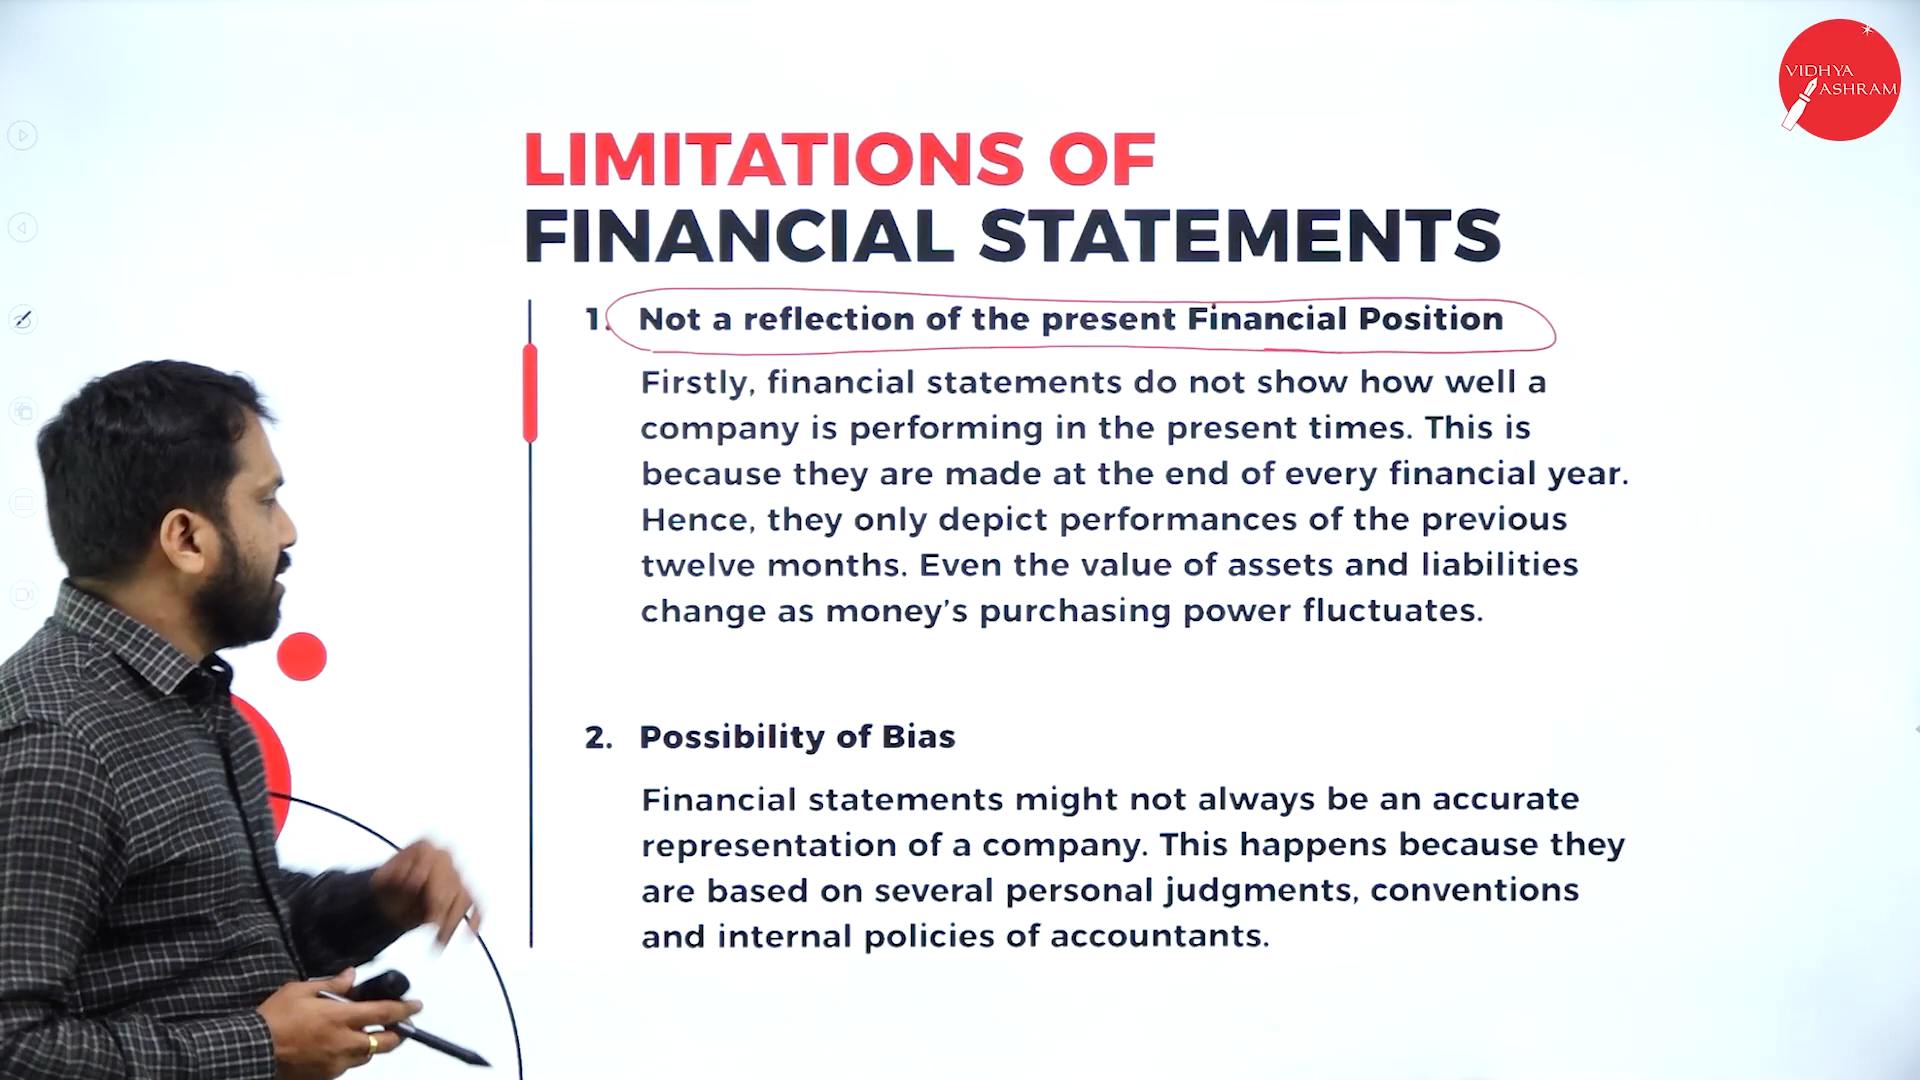 VIDHYA
ASHRAM
LIMITATIONS OF
FINANCIAL STATEMENTS
1. Not a reflection of the present Financial Position
Firstly, financial statements do not show how well a
company is performing in the present times. This is
because they are made at the end of every financial year.
Hence, they only depict performances of the previous
twelve months. Even the value of assets and liabilities
change as money’s purchasing power fluctuates.
2. Possibility of Bias
Financial statements might not always be an accurate
representation of a company. This happens because they
are based on several personal judgments, conventions
and internal policies of accountants.